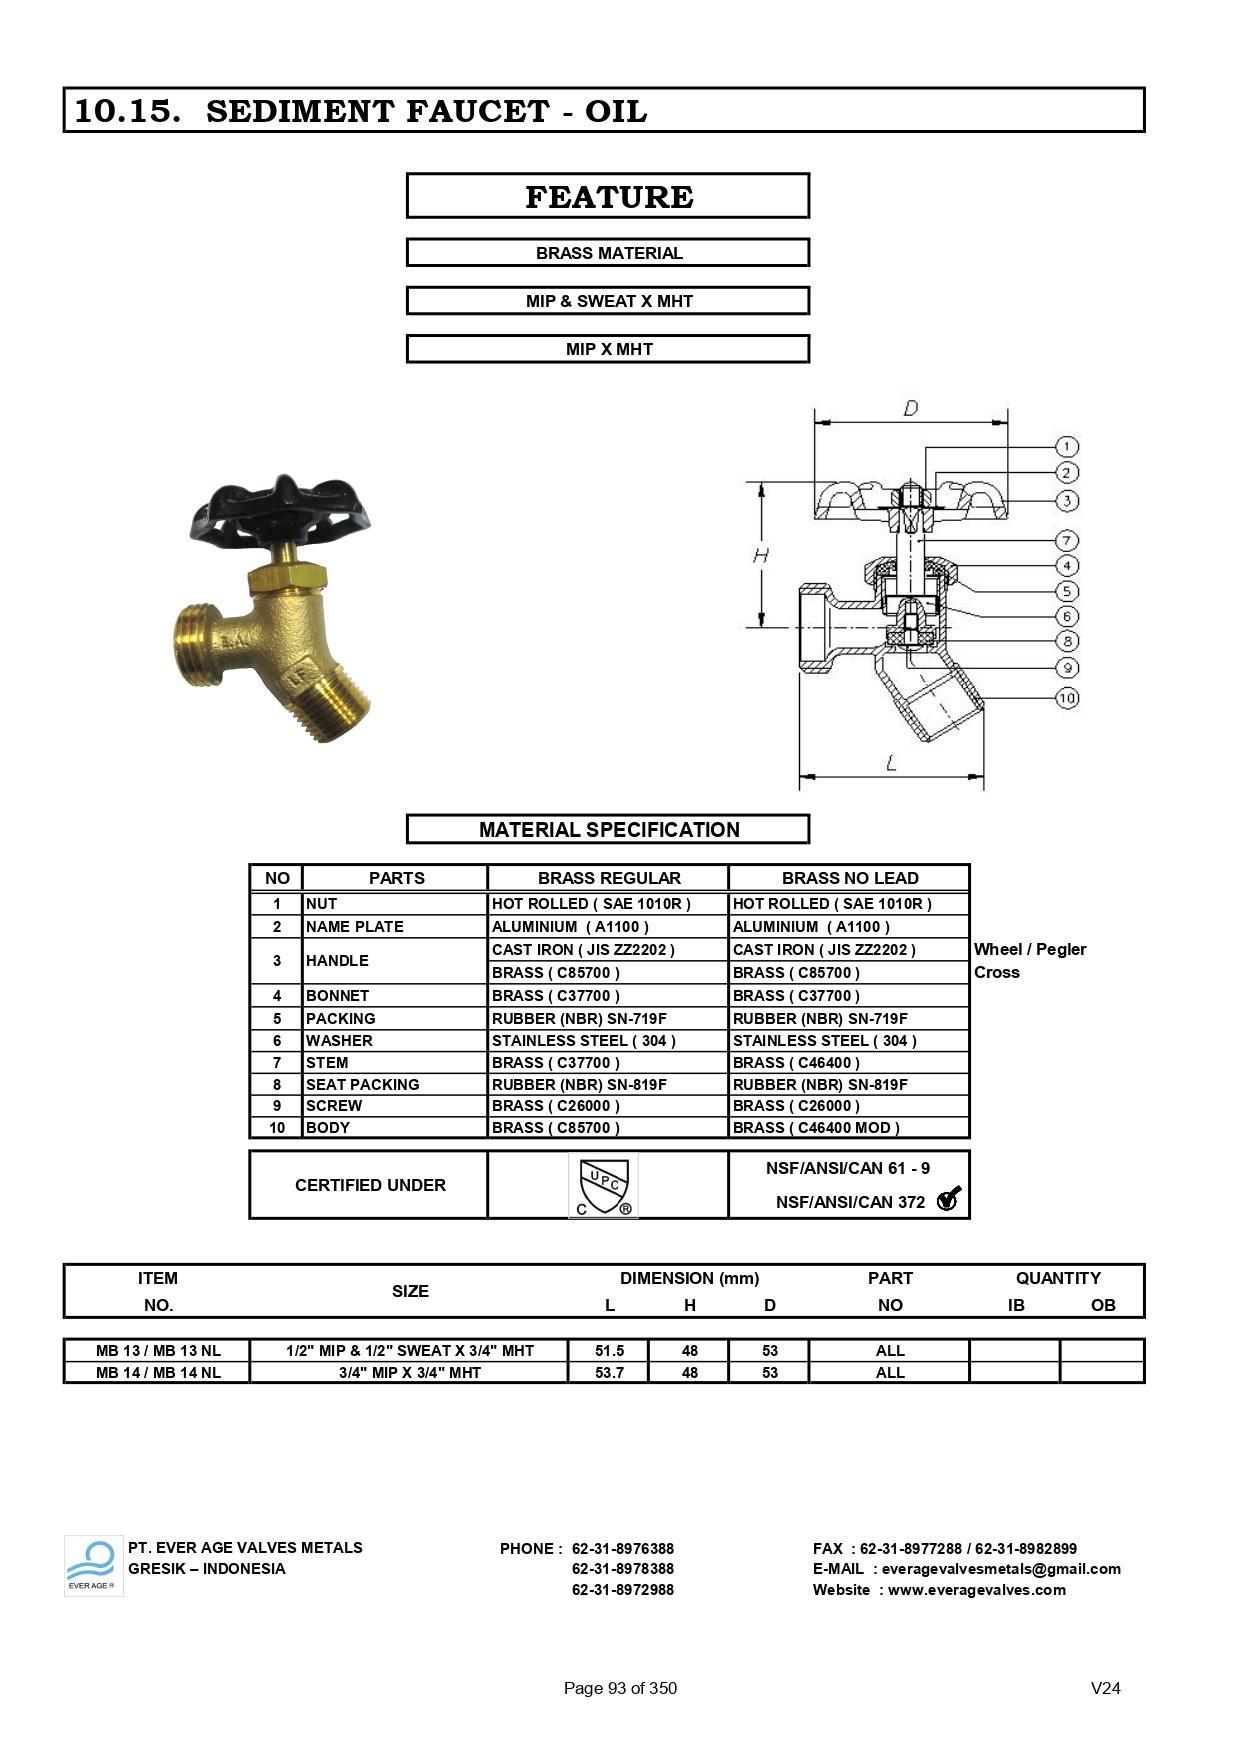 10.15. SEDIMENT FAUCET - OIL
FEATURE
BRASS MATERIAL
MIP & SWEAT X MHT
MIP X MHT
D
H
L
1
2
3
7
4
5
6
8
9
10
MATERIAL SPECIFICATION
NO PARTS BRASS REGULAR BRASS NO LEAD
1 NUT HOT ROLLED ( SAE 1010R ) HOT ROLLED ( SAE 1010R )
2 NAME PLATE ALUMINIUM ( A1100 ) ALUMINIUM ( A1100 )
3 HANDLE CAST IRON ( JIS ZZ2202 ) CAST IRON ( JIS ZZ2202 ) Wheel / Pegler
BRASS ( C85700 ) BRASS ( C85700 ) Cross
4 BONNET BRASS ( C37700 ) BRASS ( C37700 )
5 PACKING RUBBER (NBR) SN-719F RUBBER (NBR) SN-719F
6 WASHER STAINLESS STEEL ( 304 ) STAINLESS STEEL ( 304 )
7 STEM BRASS ( C37700 ) BRASS ( C46400 )
8 SEAT PACKING RUBBER (NBR) SN-819F RUBBER (NBR) SN-819F
9 SCREW BRASS ( C26000 ) BRASS ( C26000 )
10 BODY BRASS ( C85700 ) BRASS ( C46400 MOD )
CERTIFIED UNDER
UPC
C ®
NSF/ANSI/CAN 61 - 9
NSF/ANSI/CAN 372
ITEM NO. SIZE DIMENSION (mm) PART NO QUANTITY
L H D IB OB
MB 13 / MB 13 NL 1/2" MIP & 1/2" SWEAT X 3/4" MHT 51.5 48 53 ALL
MB 14 / MB 14 NL 3/4" MIP X 3/4" MHT 53.7 48 53 ALL
EVER AGE ®
PT. EVER AGE VALVES METALS PHONE : 62-31-8976388 FAX : 62-31-8977288 / 62-31-8982899
GRESIK – INDONESIA 62-31-8978388 E-MAIL : everagevalvesmetals@gmail.com
62-31-8972988 Website : www.everagevalves.com
Page 93 of 350 V24